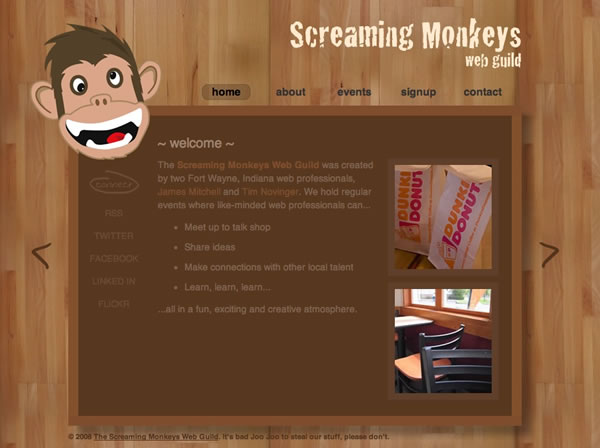 Screaming Monkeys
web guild
home about events signup contact
~ welcome ~
The Screaming Monkeys Web Guild was created
by two Fort Wayne, Indiana web professionals,
James Mitchell and Tim Novinger. We hold regular
events where like-minded web professionals can...
Meet up to talk shop
Share ideas
Make connections with other local talent
Learn, learn, learn...
...all in a fun, exciting and creative atmosphere.
connect
RSS
TWITTER
FACEBOOK
LINKED IN
FLICKR
DUNKIN'
DONUTS
DUNKIN'
DONUTS
© 2008 The Screaming Monkeys Web Guild. It's bad Joo Joo to steal our stuff, please don't.